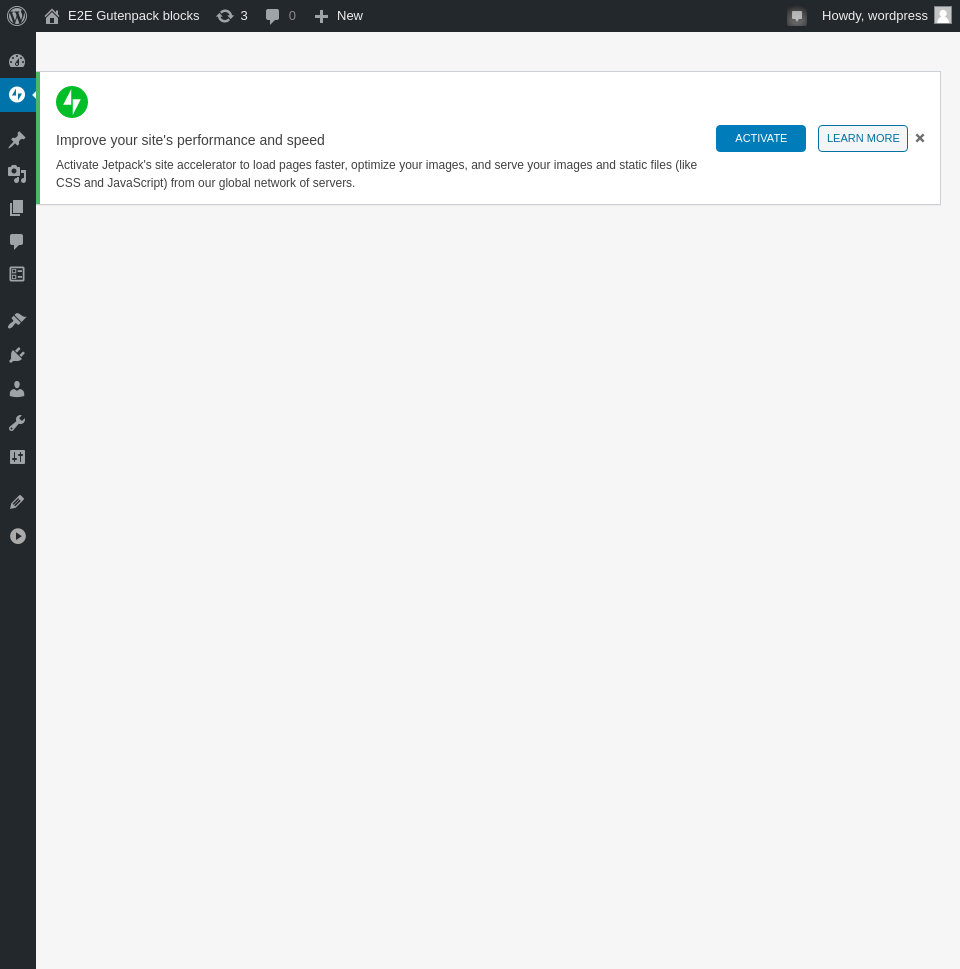 E2E Gutenpack blocks 3 0 New Howdy, wordpress
Improve your site's performance and speed
ACTIVATE LEARN MORE
Activate Jetpack's site accelerator to load pages faster, optimize your images, and serve your images and static files (like
CSS and JavaScript) from our global network of servers.